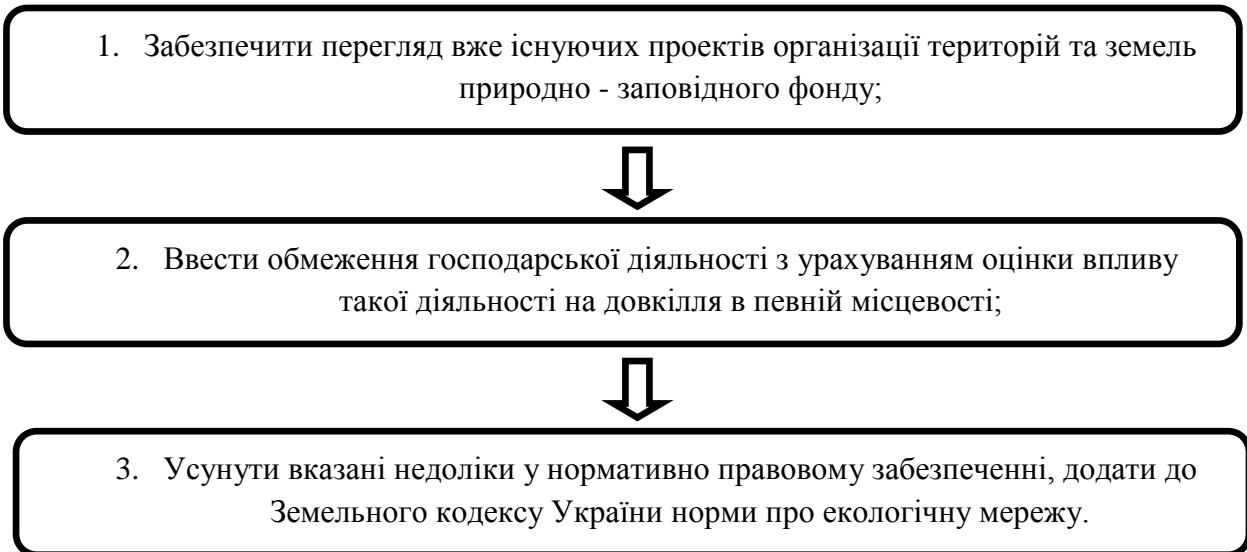 1. Забезпечити перегляд вже існуючих проектів організації територій та земель
природно - заповідного фонду;
2. Ввести обмеження господарської діяльності з урахуванням оцінки впливу
такої діяльності на довкілля в певній місцевості;
3. Усунути вказані недоліки у нормативно правовому забезпеченні, додати до
Земельного кодексу України норми про екологічну мережу.